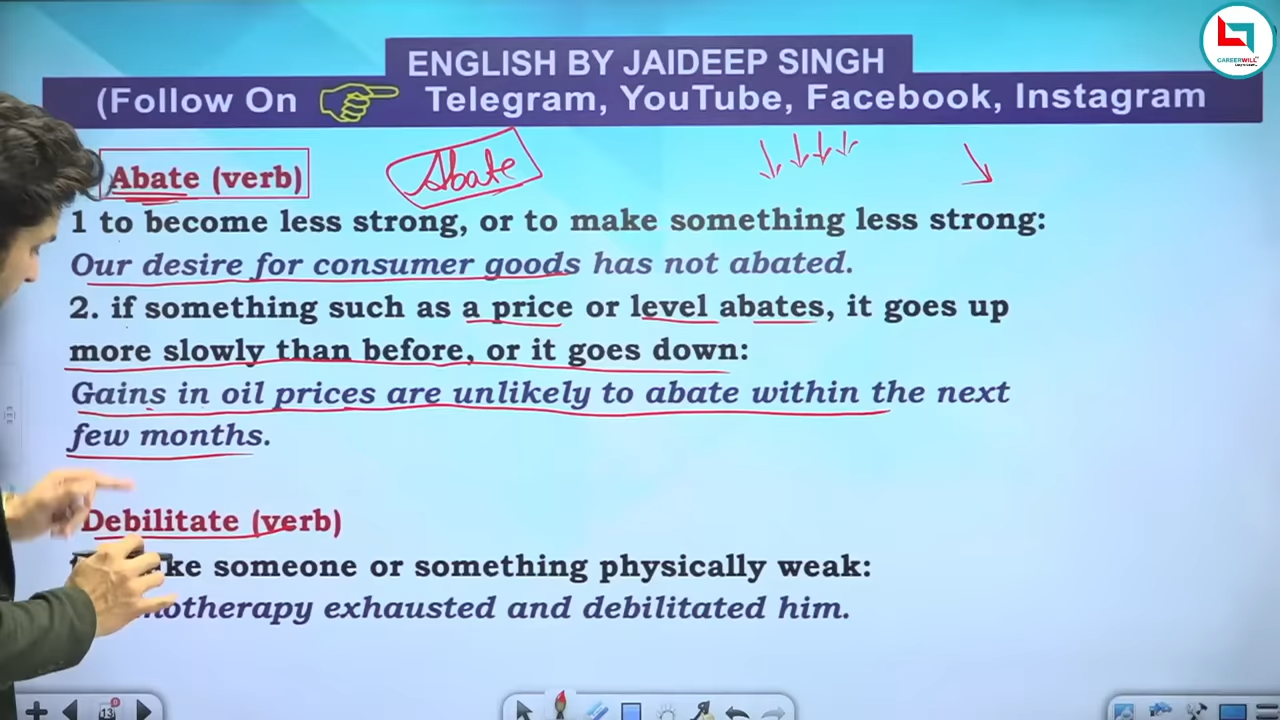 ENGLISH BY JAIDEEP SINGH
CAREERWILL
(Follow On Telegram, YouTube, Facebook, Instagram
Abate (verb) Abate
1 to become less strong, or to make something less strong:
Our desire for consumer goods has not abated.
2. if something such as a price or level abates, it goes up
more slowly than before, or it goes down:
Gains in oil prices are unlikely to abate within the next
few months.
Debilitate (verb)
someone or something physically weak:
exhausted and debilitated him.
13